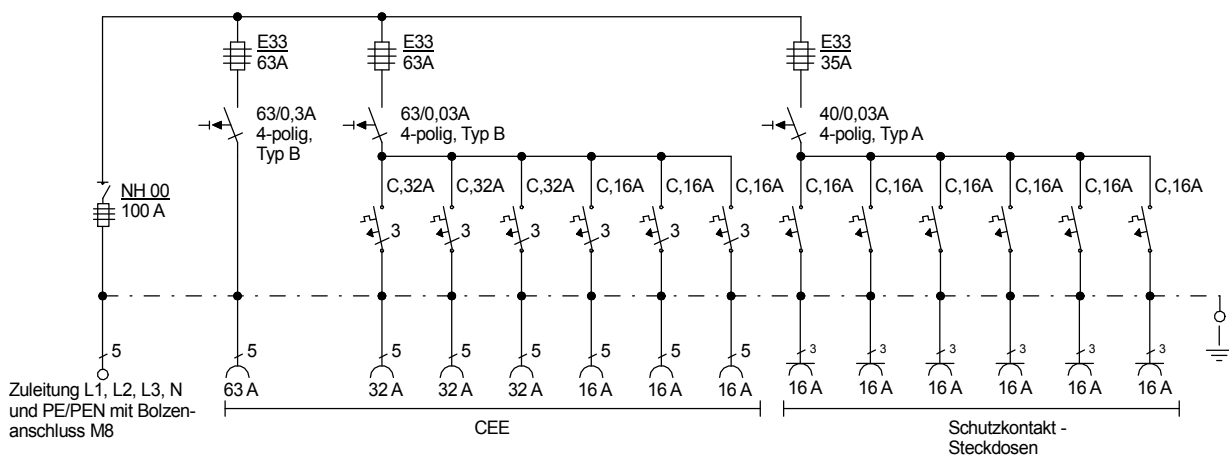 E33
63A
E33
63A
E33
35A
63/0,3A
4-polig,
Typ B
63/0,03A
4-polig, Typ B
40/0,03A
4-polig, Typ A
NH 00
100 A
C,32A C,32A C,32A C,16A C,16A C,16A C,16A C,16A C,16A C,16A C,16A C,16A
3 3 3 3 3 3
5 5 5 5 5 5 5 5 3 3 3 3 3 3
63 A 32 A 32 A 32 A 16 A 16 A 16 A 16 A 16 A 16 A 16 A 16 A 16 A
Zuleitung L1, L2, L3, N
und PE/PEN mit Bolzen-
anschluss M8
CEE
Schutzkontakt -
Steckdosen